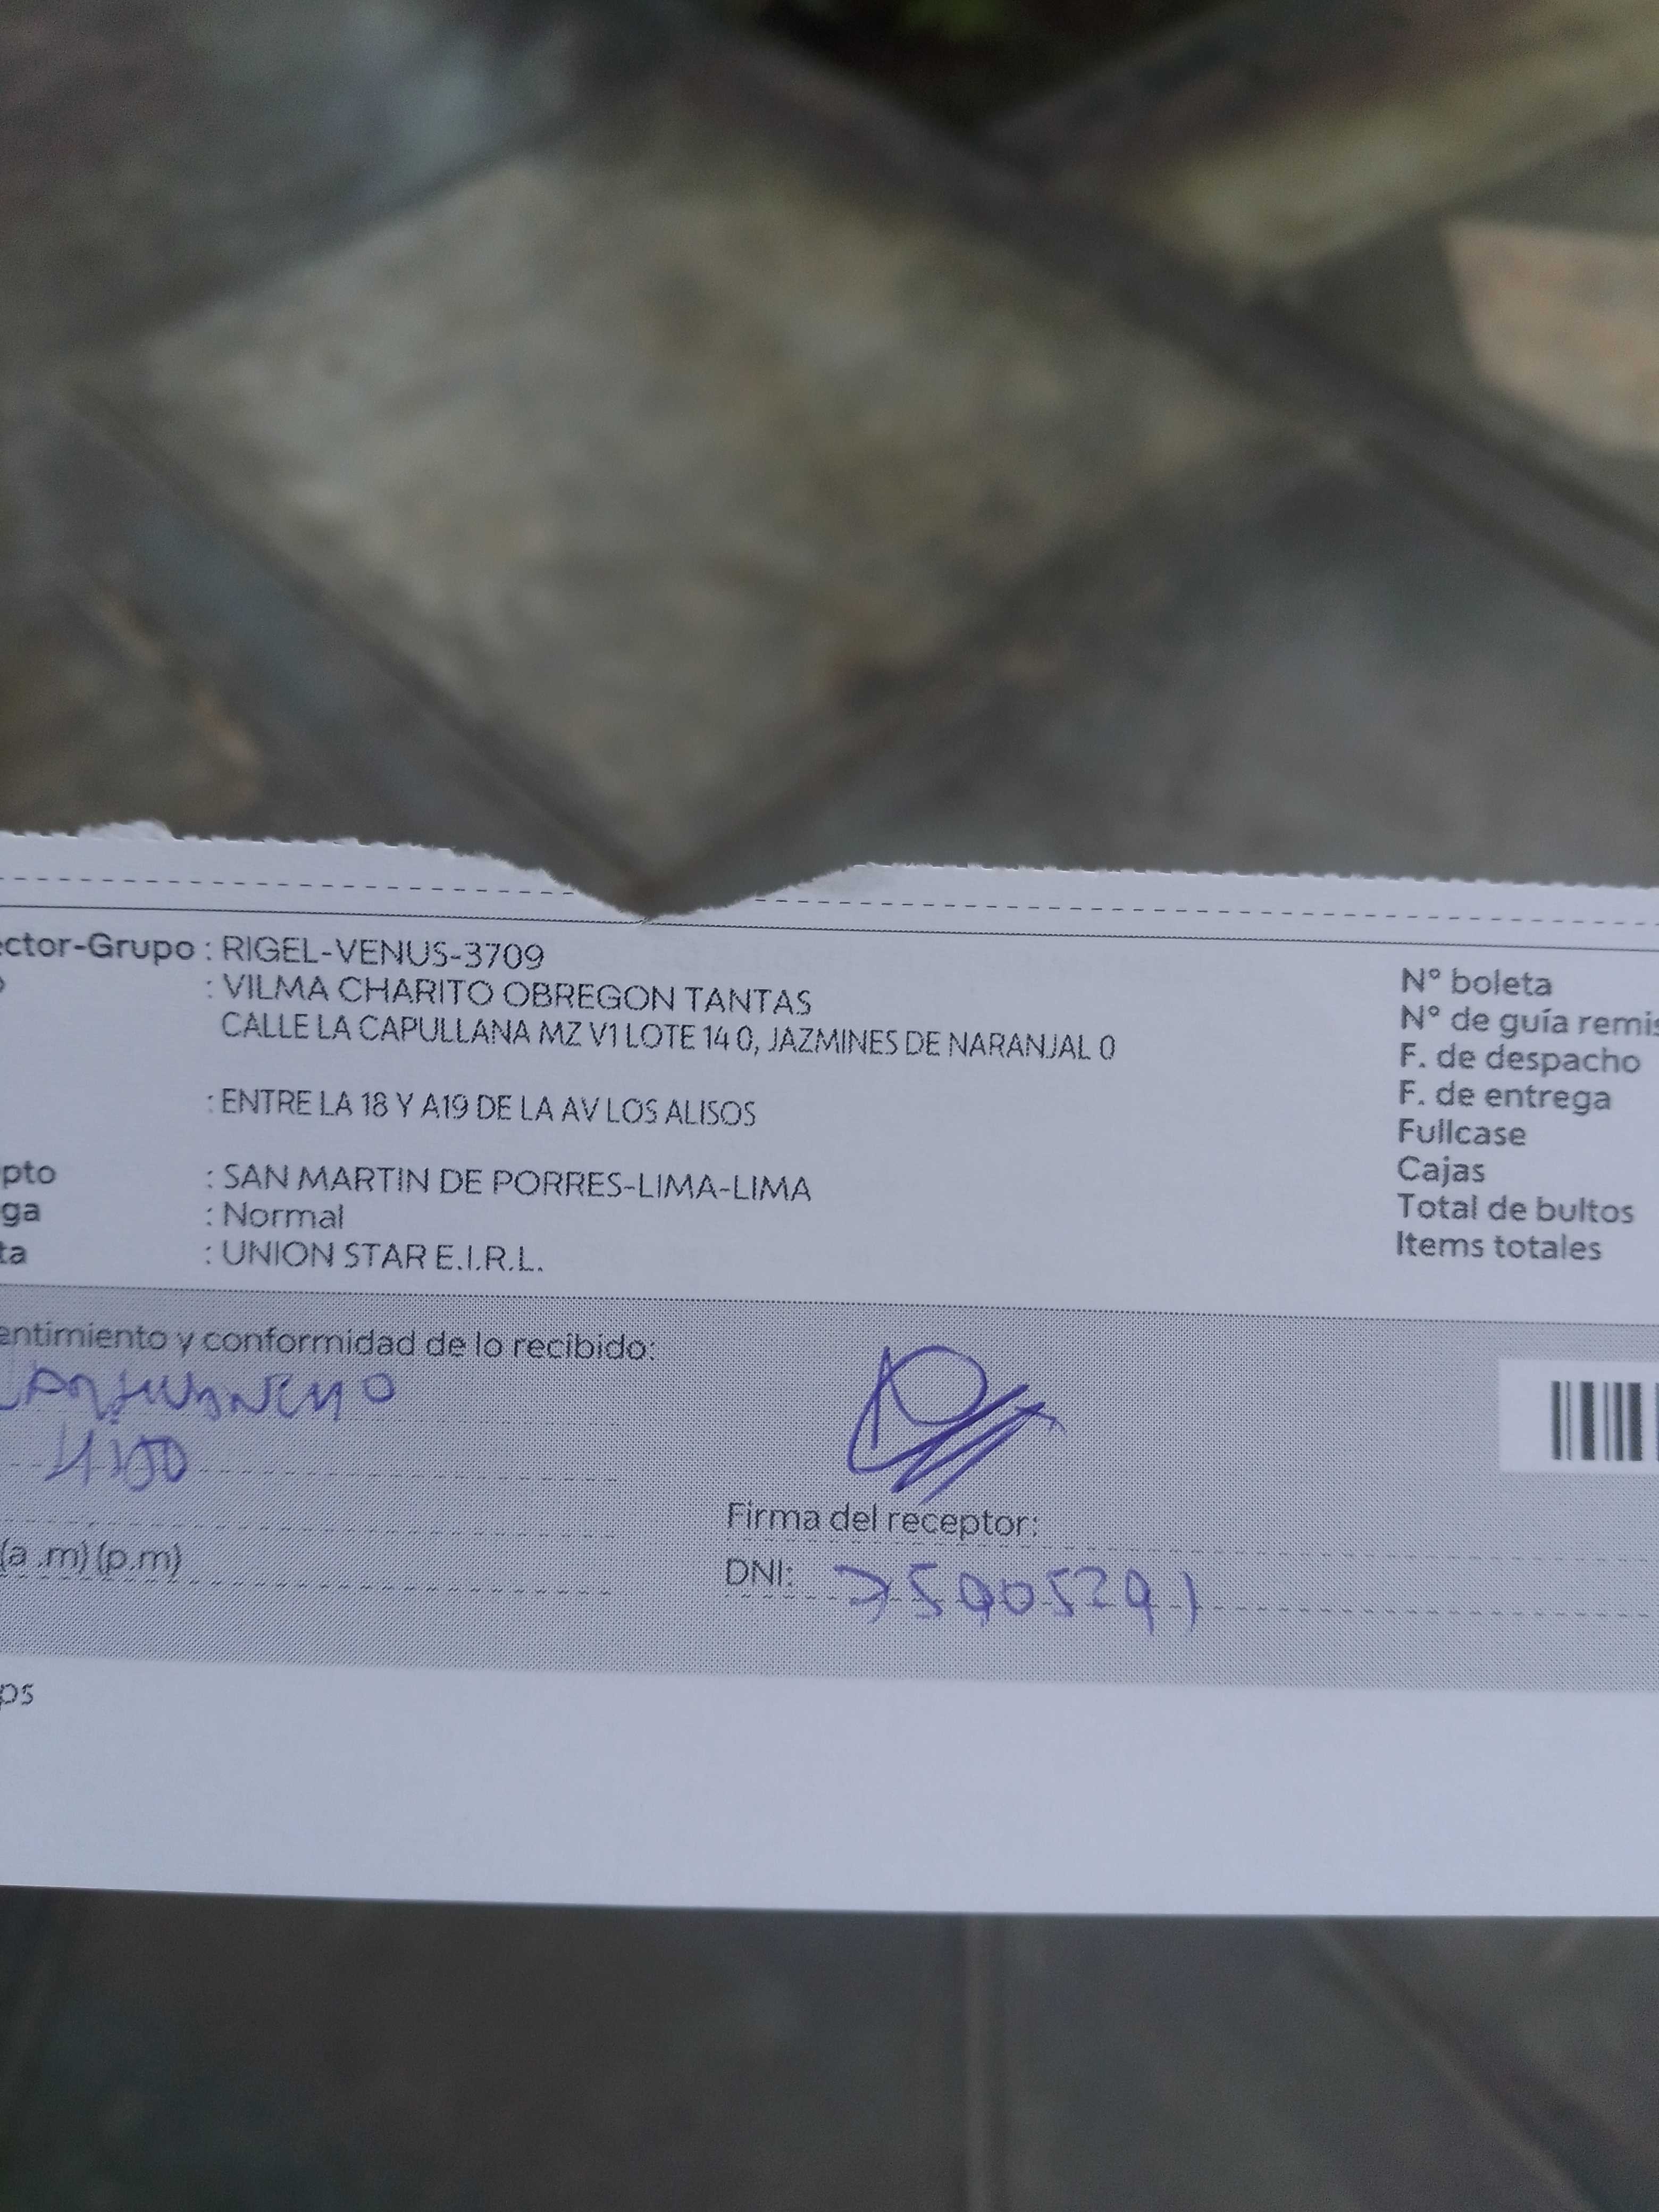 ector-Grupo : RIGEL-VENUS-3709
: VILMA CHARITO OBREGON TANTAS
CALLE LA CAPULLANA MZ V1 LOTE 14 0, JAZMINES DE NARANJAL 0
: ENTRE LA 18 Y A19 DE LA AV LOS ALISOS
pto : SAN MARTIN DE PORRES-LIMA-LIMA
ga : Normal
ta : UNION STAR E.I.R.L.
N° boleta
N° de guía remis
F. de despacho
F. de entrega
Fullcase
Cajas
Total de bultos
Items totales
entimiento y conformidad de lo recibido:
(a .m) (p.m)
Firma del receptor:
DNI: 75905291
ps